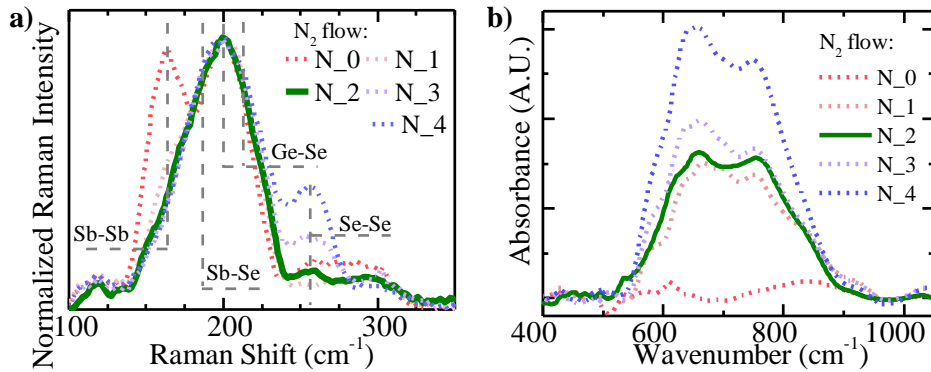 a)
Normalized Raman Intensity
N2 flow:
N_0
N_1
N_2
N_3
N_4
Ge-Se
Se-Se
Sb-Sb
Sb-Se
100 150 200 250 300
Raman Shift (cm-1)
b)
Absorbance (A.U.)
N2 flow:
N_0
N_1
N_2
N_3
N_4
400 600 800 1000
Wavenumber (cm-1)